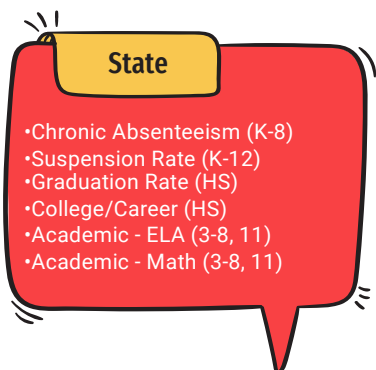 State
•Chronic Absenteeism (K-8)
•Suspension Rate (K-12)
•Graduation Rate (HS)
•College/Career (HS)
•Academic - ELA (3-8, 11)
•Academic - Math (3-8, 11)